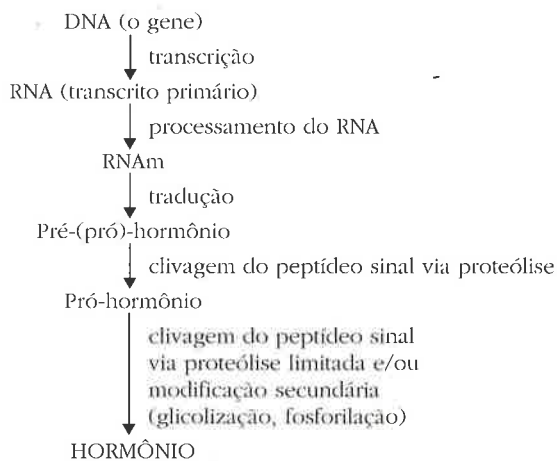 DNA (o gene)
transcrição
RNA (transcrito primário)
processamento do RNA
RNAm
tradução
Pré-(pró)-hormônio
clivagem do peptídeo sinal via proteólise
Pró-hormônio
clivagem do peptídeo sinal
via proteólise limitada e/ou
modificação secundária
(glicolização, fosforilação)
HORMÔNIO